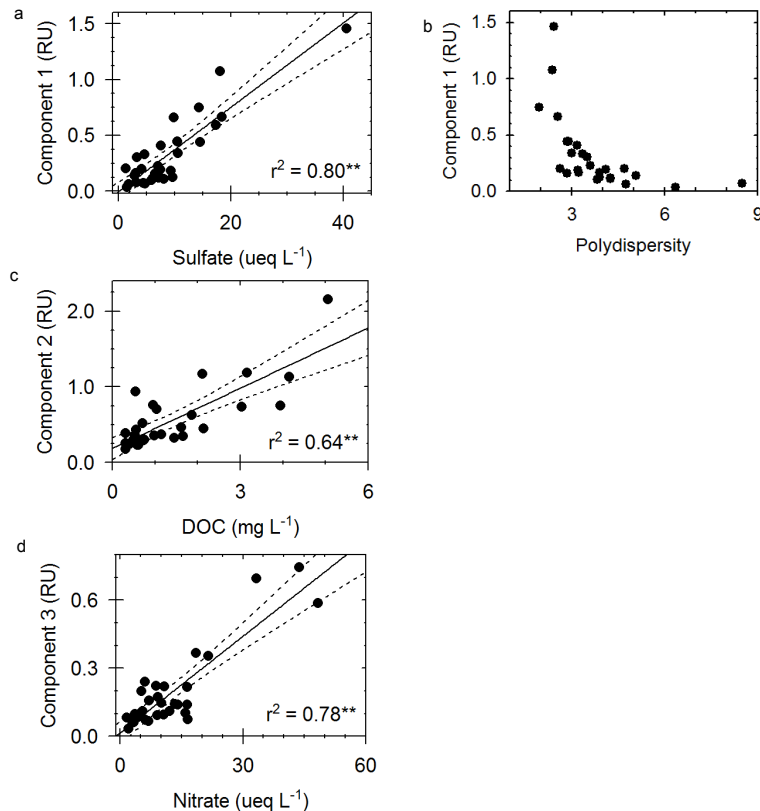 a
1.5
1.0
0.5
0.0
Component 1 (RU)
r² = 0.80**
0 20 40
Sulfate (ueq L⁻¹)
b
1.5
1.0
0.5
0.0
Component 1 (RU)
3 6 9
Polydispersity
c
2.0
1.0
0.0
Component 2 (RU)
r² = 0.64**
0 3 6
DOC (mg L⁻¹)
d
0.6
0.3
0.0
Component 3 (RU)
r² = 0.78**
0 30 60
Nitrate (ueq L⁻¹)